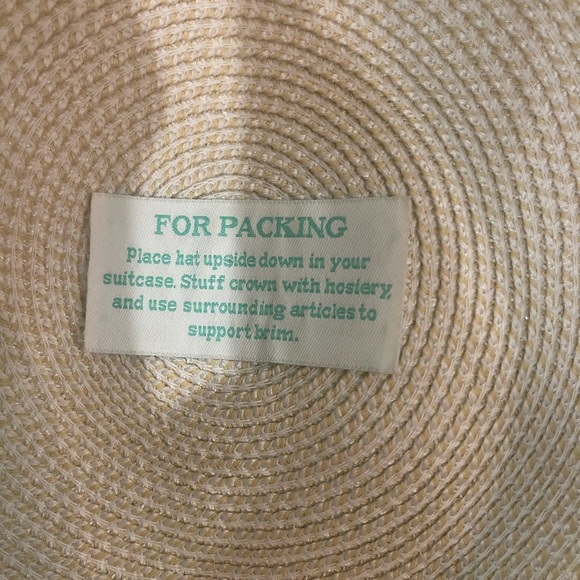 FOR PACKING
Place hat upside down in your
suitcase. Stuff crown with hosiery,
and use surrounding articles to
support brim.